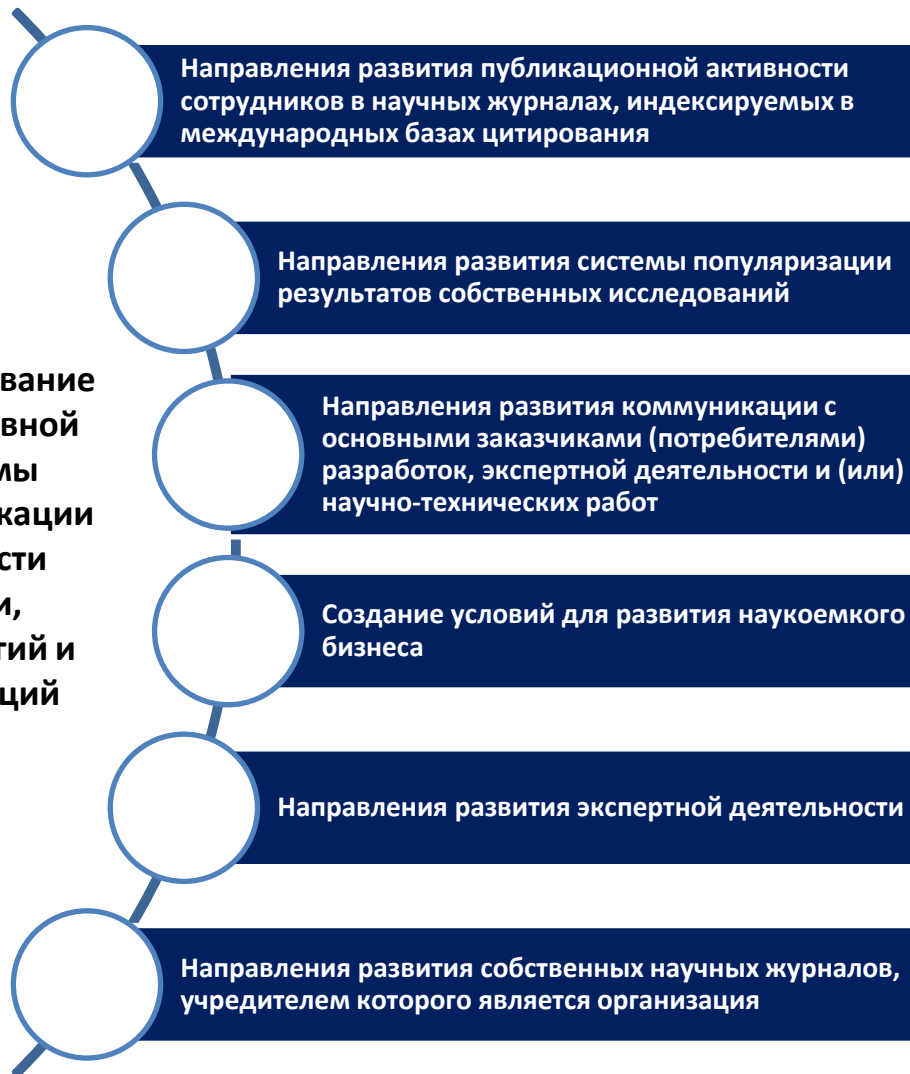 Направления развития публикационной активности
сотрудников в научных журналах, индексируемых в
международных базах цитирования
Направления развития системы популяризации
результатов собственных исследований
вание
вной
мы
кации
сти
и,
тий и
ций
Направления развития коммуникации с
основными заказчиками (потребителями)
разработок, экспертной деятельности и (или)
научно-технических работ
Создание условий для развития наукоемкого
бизнеса
Направления развития экспертной деятельности
Направления развития собственных научных журналов,
учредителем которого является организация